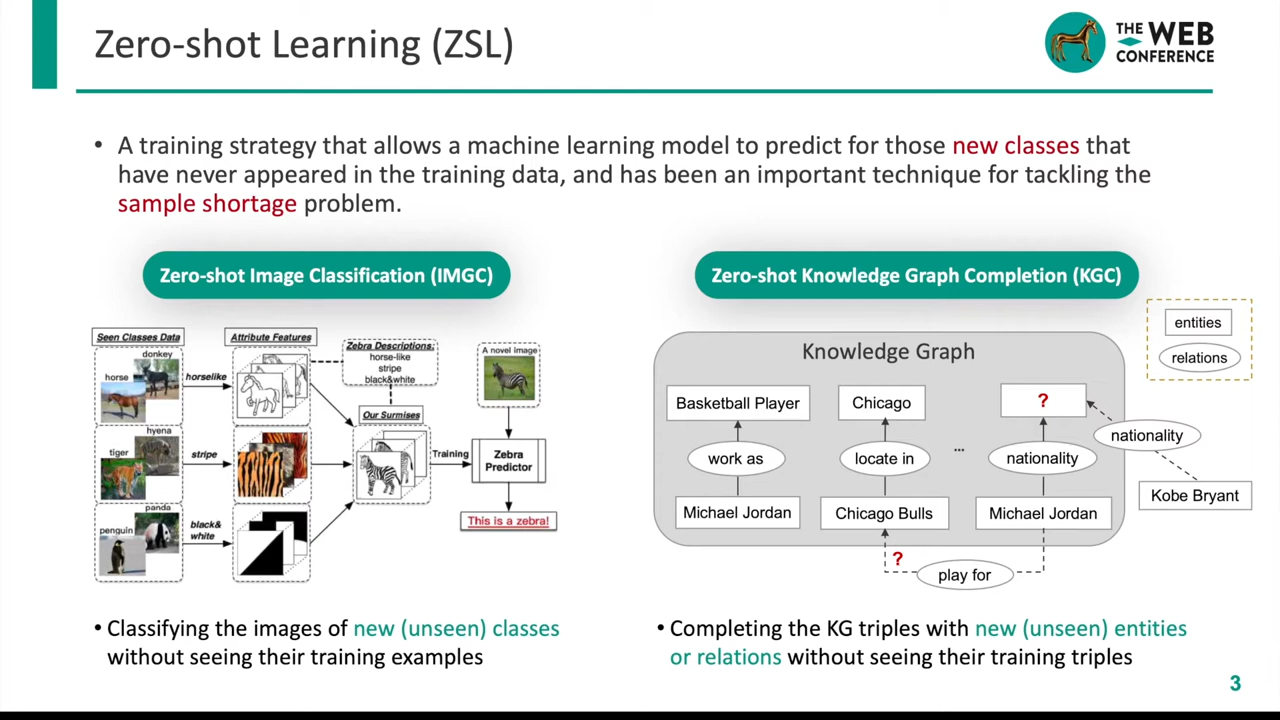 Zero-shot Learning (ZSL)
THE WEB
CONFERENCE
• A training strategy that allows a machine learning model to predict for those new classes that
have never appeared in the training data, and has been an important technique for tackling the
sample shortage problem.
Zero-shot Image Classification (IMGC)
Seen Classes Data
donkey
horse
hyena
tiger
panda
penguin
horselike
stripe
black&
white
Attribute Features
Zebra Descriptions:
horse-like
stripe
black&white
Our Surmises
Training
A novel image
Zebra
Predictor
This is a zebra!
• Classifying the images of new (unseen) classes
without seeing their training examples
Zero-shot Knowledge Graph Completion (KGC)
entities
relations
Knowledge Graph
Basketball Player
Chicago
?
work as
locate in
...
nationality
nationality
Michael Jordan
Chicago Bulls
Michael Jordan
Kobe Bryant
?
play for
• Completing the KG triples with new (unseen) entities
or relations without seeing their training triples
3